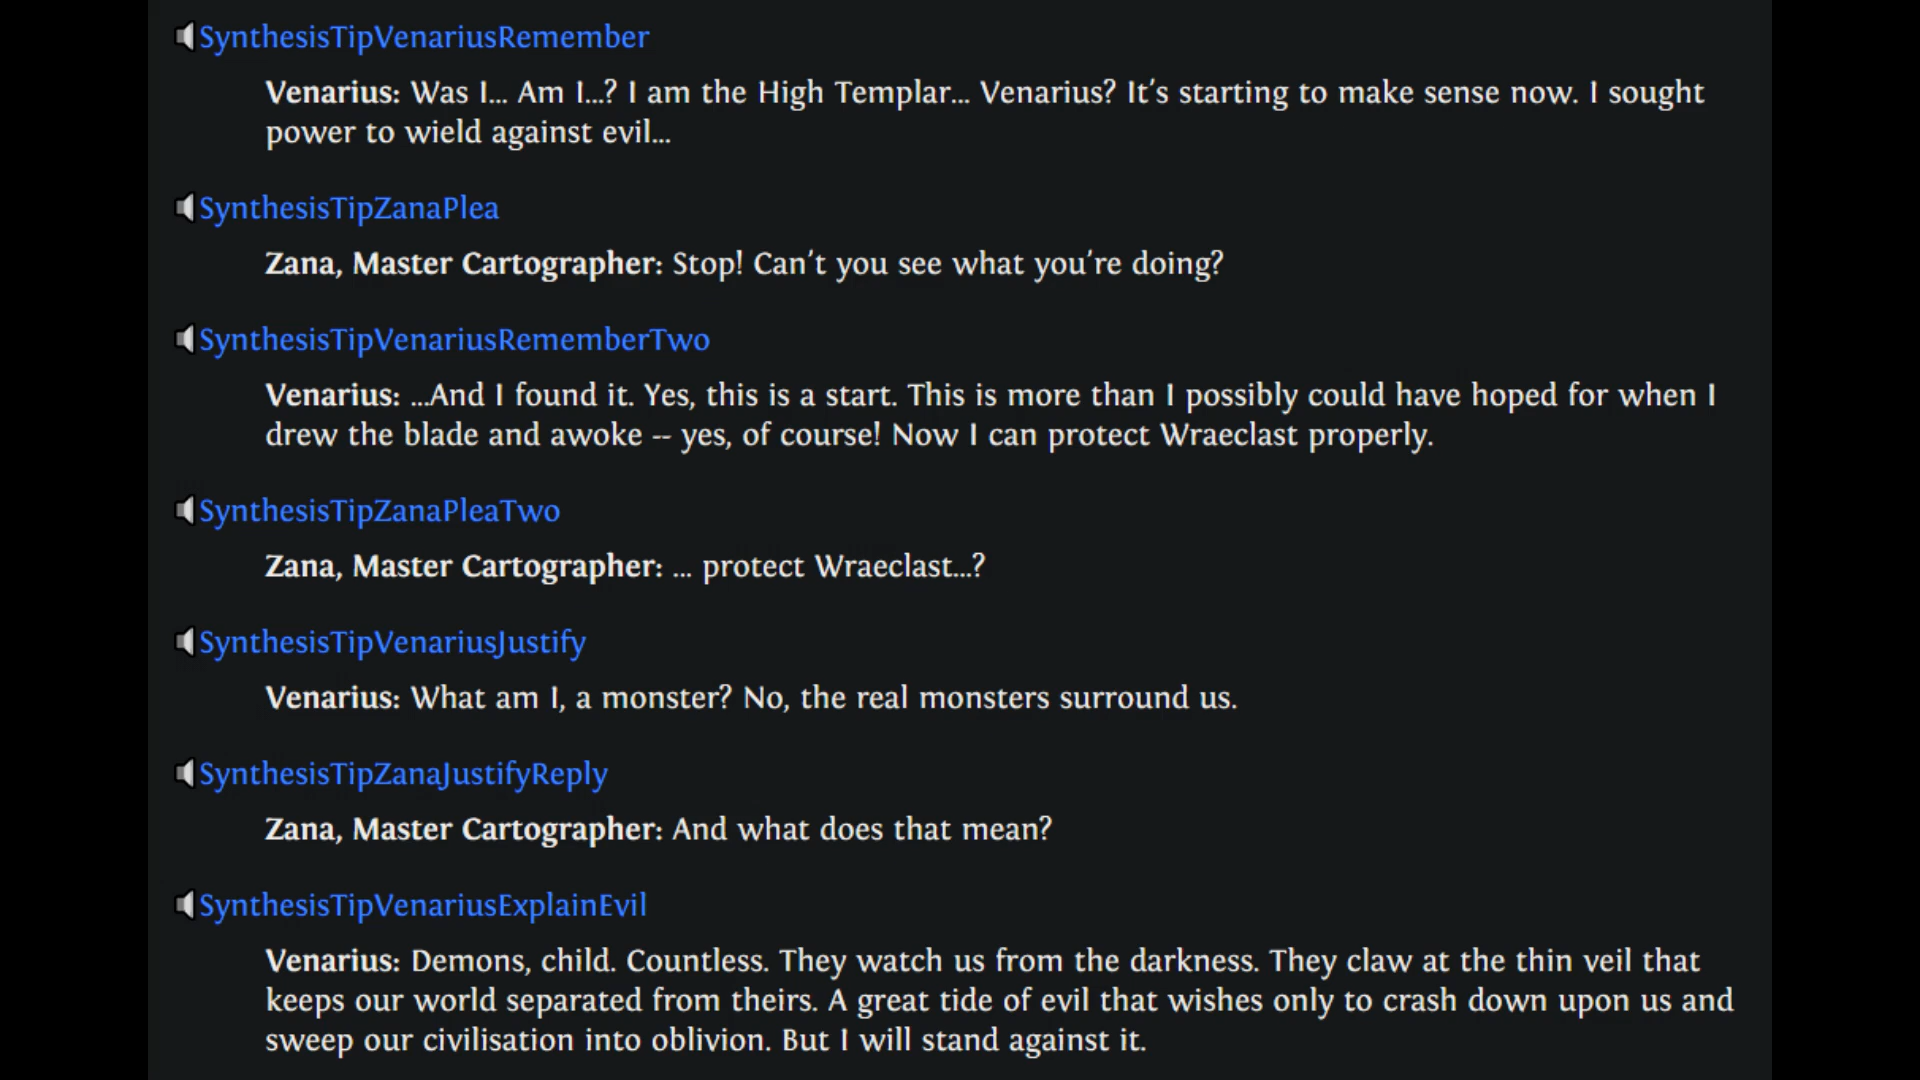 SynthesisTipVenariusRemember
Venarius: Was I... Am I...? I am the High Templar... Venarius? It's starting to make sense now. I sought
power to wield against evil...
SynthesisTipZanaPlea
Zana, Master Cartographer: Stop! Can't you see what you're doing?
SynthesisTipVenariusRememberTwo
Venarius: ...And I found it. Yes, this is a start. This is more than I possibly could have hoped for when I
drew the blade and awoke -- yes, of course! Now I can protect Wraeclast properly.
SynthesisTipZanaPleaTwo
Zana, Master Cartographer: ... protect Wraeclast...?
SynthesisTipVenariusJustify
Venarius: What am I, a monster? No, the real monsters surround us.
SynthesisTipZanaJustifyReply
Zana, Master Cartographer: And what does that mean?
SynthesisTipVenariusExplainEvil
Venarius: Demons, child. Countless. They watch us from the darkness. They claw at the thin veil that
keeps our world separated from theirs. A great tide of evil that wishes only to crash down upon us and
sweep our civilisation into oblivion. But I will stand against it.